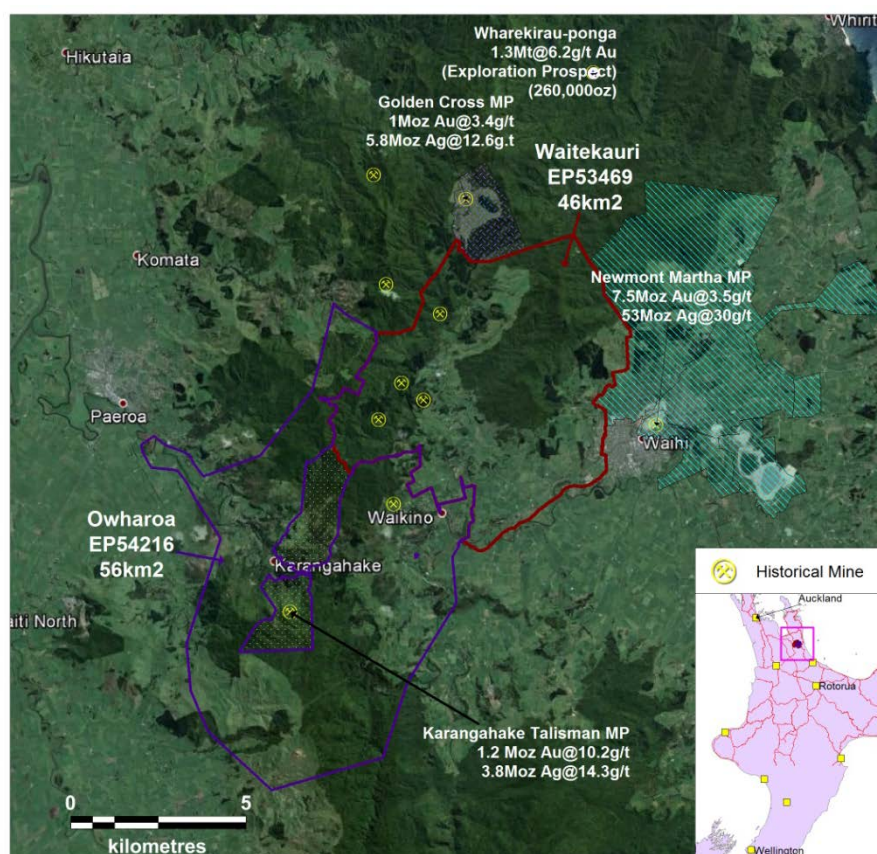 Whiriti
Hikutaia
Wharekirau-ponga
1.3Mt@6.2g/t Au
(Exploration Prospect)
(260,000oz)
Golden Cross MP
1Moz Au@3.4g/t
5.8Moz Ag@12.6g.t
Waitekauri
EP53469
46km2
Komata
Newmont Martha MP
7.5Moz Au@3.5g/t
53Moz Ag@30g/t
Paeroa
Waihi
Owharoa
EP54216
56km2
Waikino
Karangahake
aiti North
Karangahake Talisman MP
1.2 Moz Au@10.2g/t
3.8Moz Ag@14.3g/t
0 5
kilometres
Historical Mine
Auckland
Rotorua
Wellington